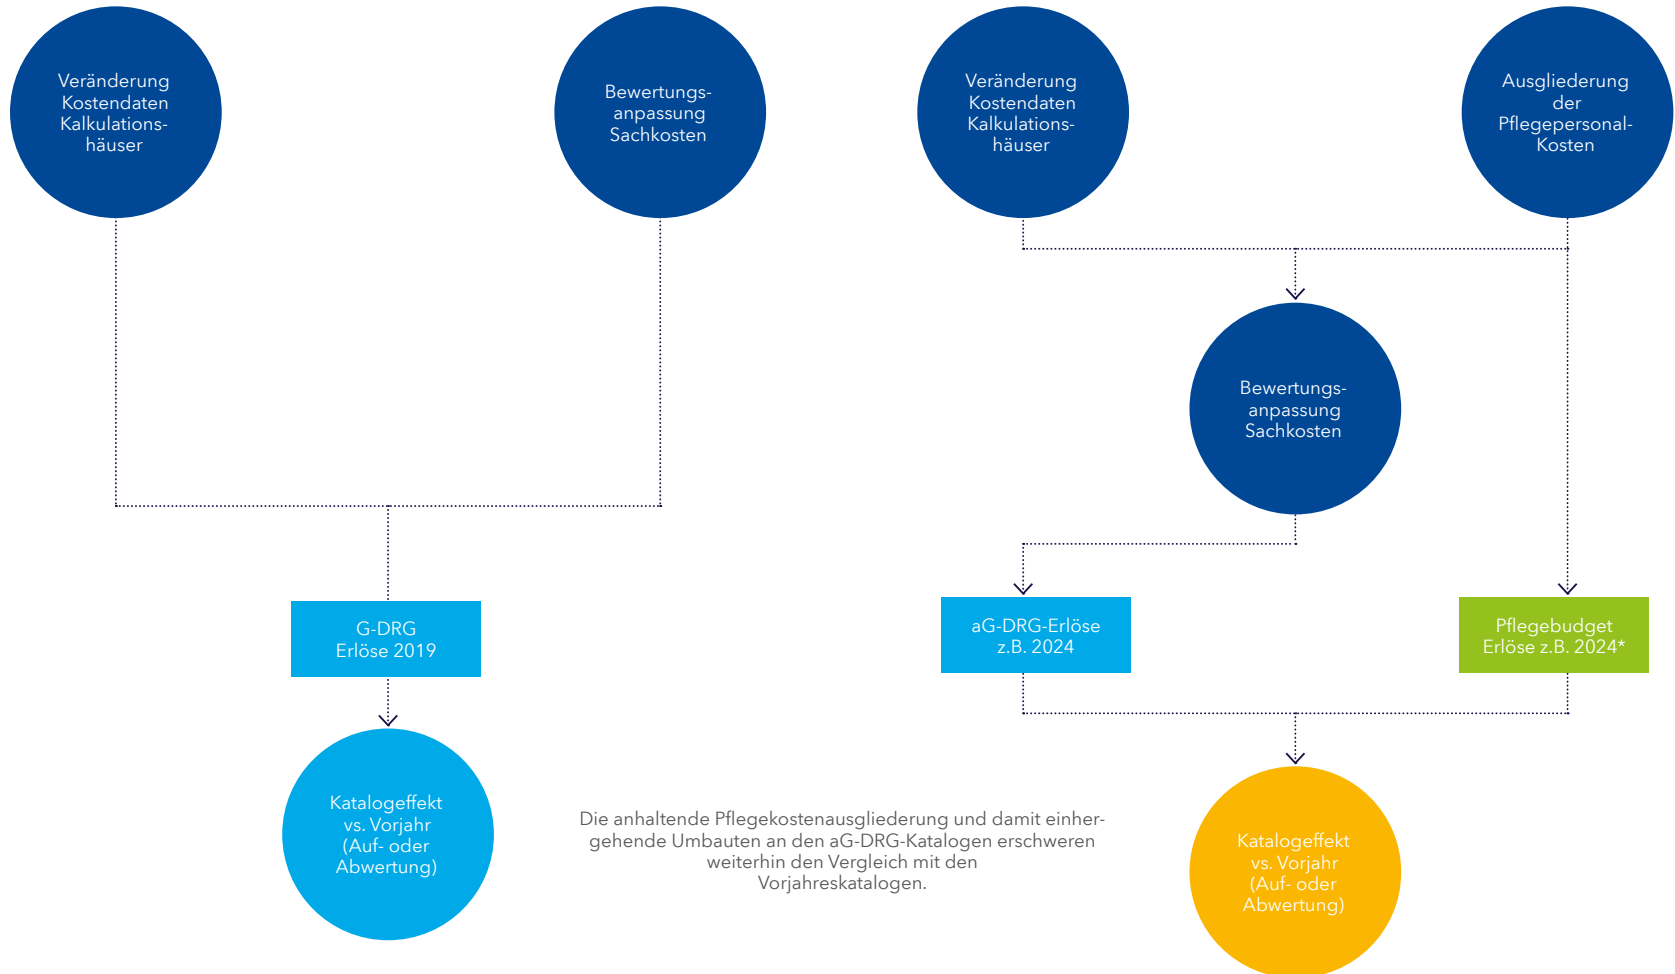 Veränderung
Kostendaten
Kalkulations-
häuser
Bewertungs-
anpassung
Sachkosten
Veränderung
Kostendaten
Kalkulations-
häuser
Ausgliederung
der
Pflegepersonal-
Kosten
Bewertungs-
anpassung
Sachkosten
G-DRG
Erlöse 2019
aG-DRG-Erlöse
z.B. 2024
Pflegebudget
Erlöse z.B. 2024*
Katalogeffekt
vs. Vorjahr
(Auf- oder
Abwertung)
Die anhaltende Pflegekostenausgliederung und damit einher-
gehende Umbauten an den aG-DRG-Katalogen erschweren
weiterhin den Vergleich mit den
Vorjahreskatalogen.
Katalogeffekt
vs. Vorjahr
(Auf- oder
Abwertung)